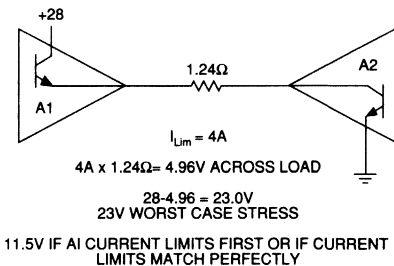 +28
1.24Ω
A1
A2
I Lim = 4A
4A x 1.24Ω= 4.96V ACROSS LOAD
28-4.96 = 23.0V
23V WORST CASE STRESS
11.5V IF AI CURRENT LIMITS FIRST OR IF CURRENT
LIMITS MATCH PERFECTLY